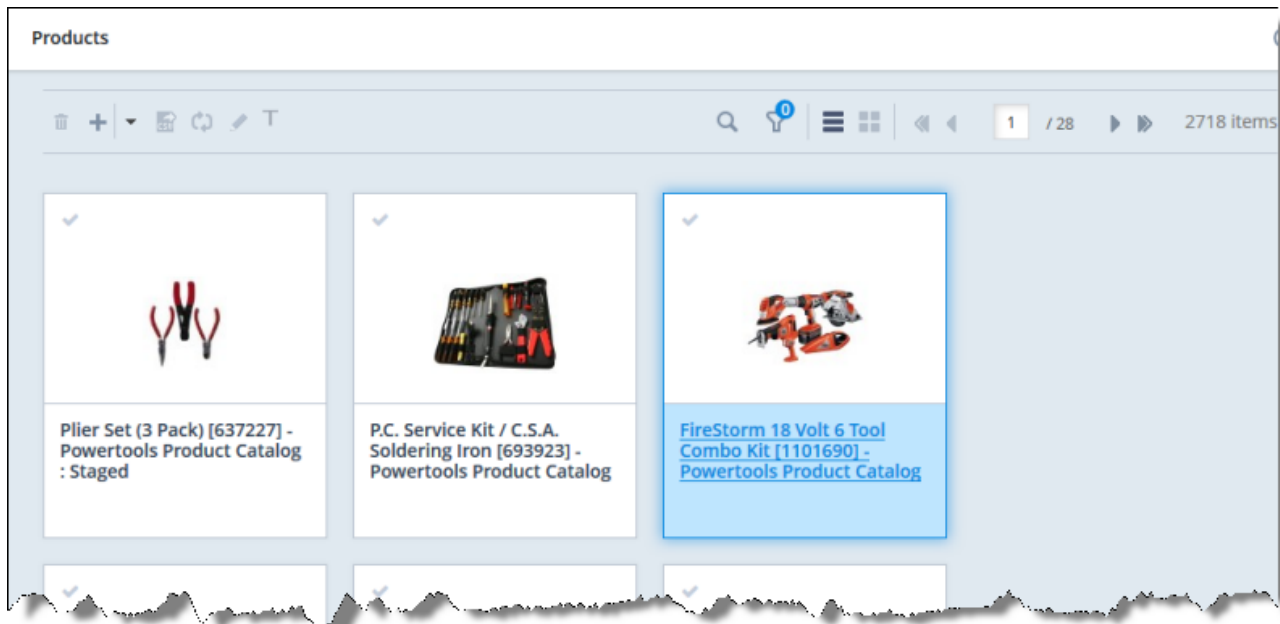 Products
T
0
1 / 28
2718 items
Plier Set (3 Pack) [637227] -
Powertools Product Catalog
: Staged
P.C. Service Kit / C.S.A.
Soldering Iron [693923] -
Powertools Product Catalog
FireStorm 18 Volt 6 Tool
Combo Kit [1101690] -
Powertools Product Catalog